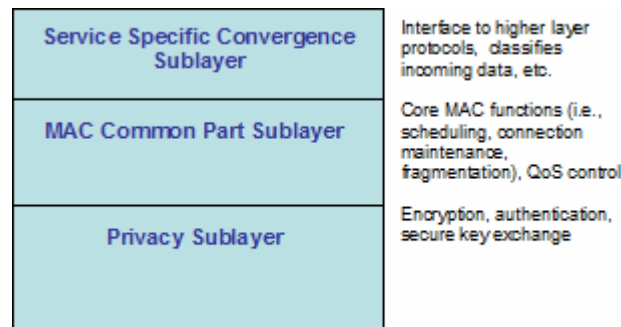 Service Specific Convergence
Sublayer
Interface to higher layer
protocols, classifies
incoming data, etc.
MAC Common Part Sublayer
Core MAC functions (i.e.,
scheduling, connection
maintenance,
fragmentation), QoS control
Privacy Sublayer
Encryption, authentication,
secure key exchange